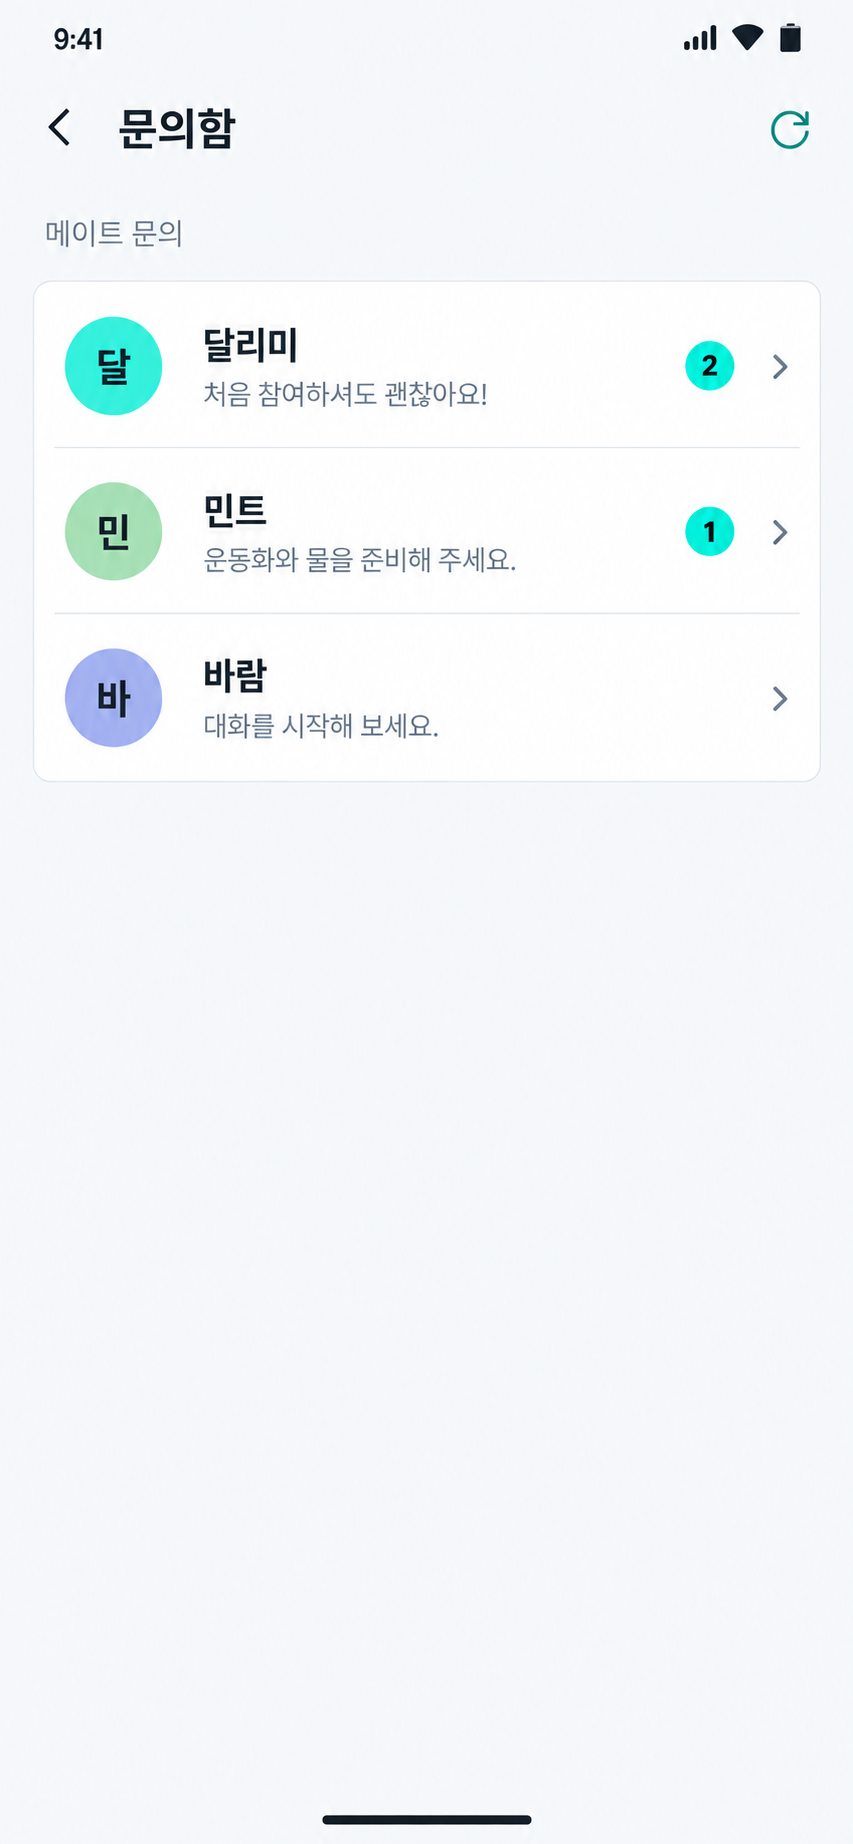 9:41
문의함
메이트 문의
달
달리미
처음 참여하셔도 괜찮아요!
2
민
민트
운동화와 물을 준비해 주세요.
1
바
바람
대화를 시작해 보세요.